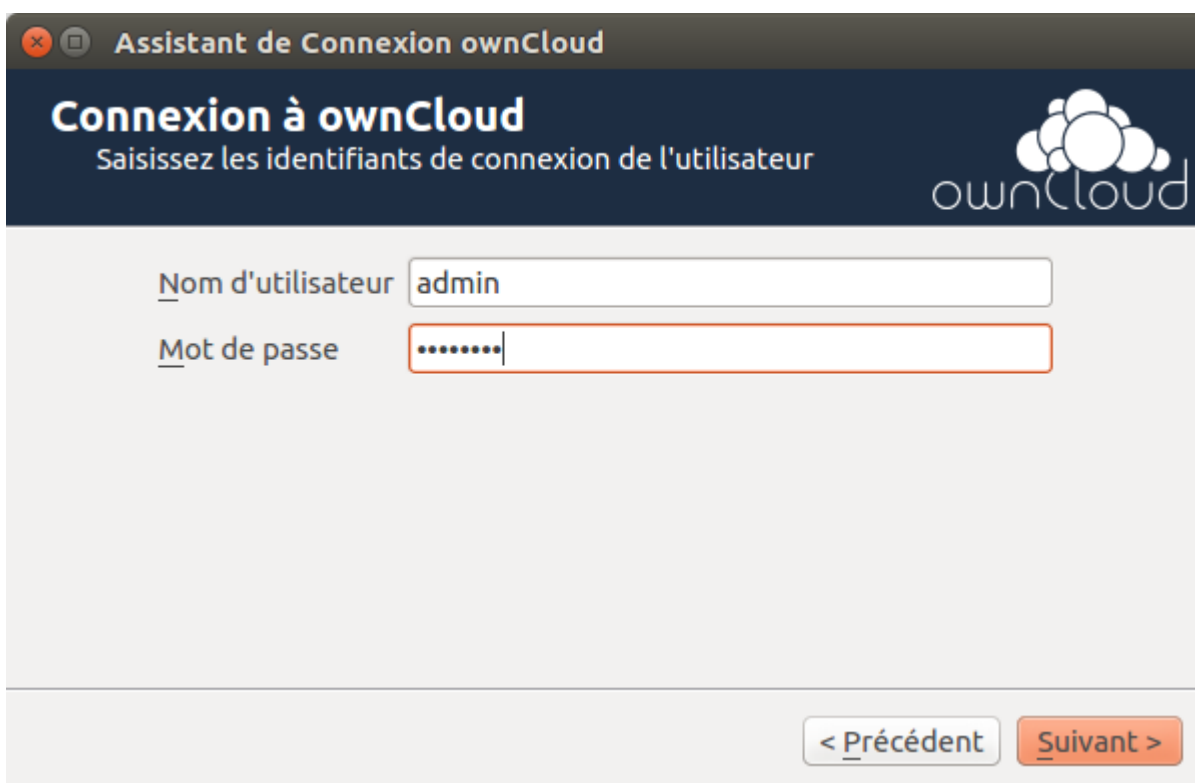 Assistant de Connexion ownCloud
Connexion à ownCloud
Saisissez les identifiants de connexion de l'utilisateur
ownCloud
Nom d'utilisateur admin
Mot de passe ••••••••
< Précédent Suivant >